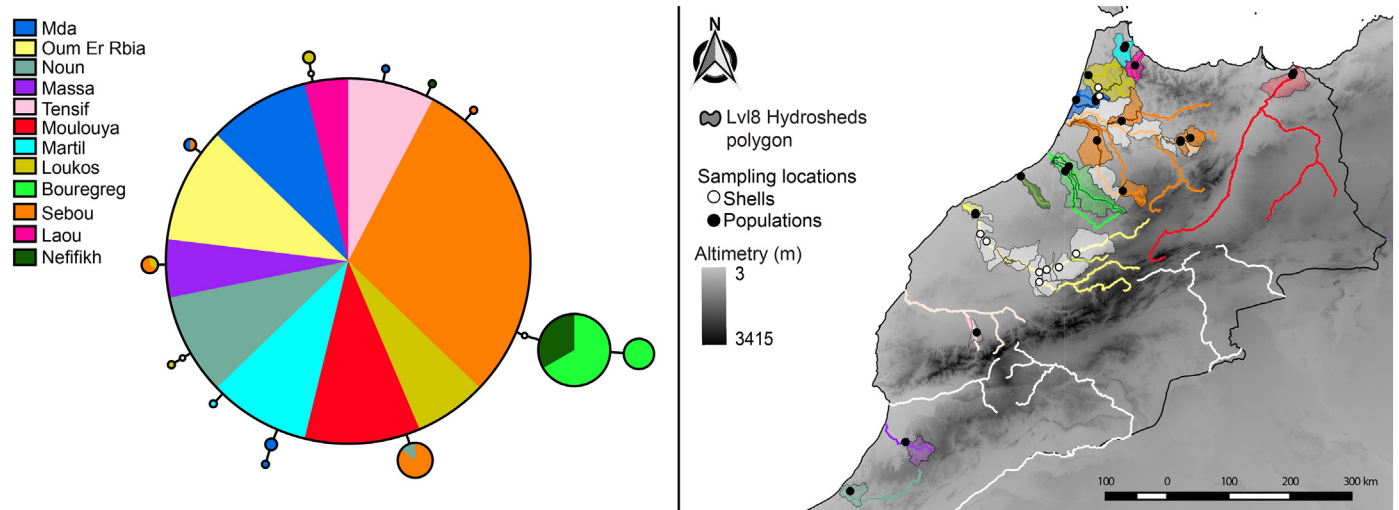 Mda
Oum Er Rbia
Noun
Massa
Tensif
Moulouya
Martil
Loukos
Bouregreg
Sebou
Laou
Nefifikh
N
Lvl8 Hydrosheds
polygon
Sampling locations
Shells
Populations
Altimetry (m)
3
3415
100 0 100 200 300 km